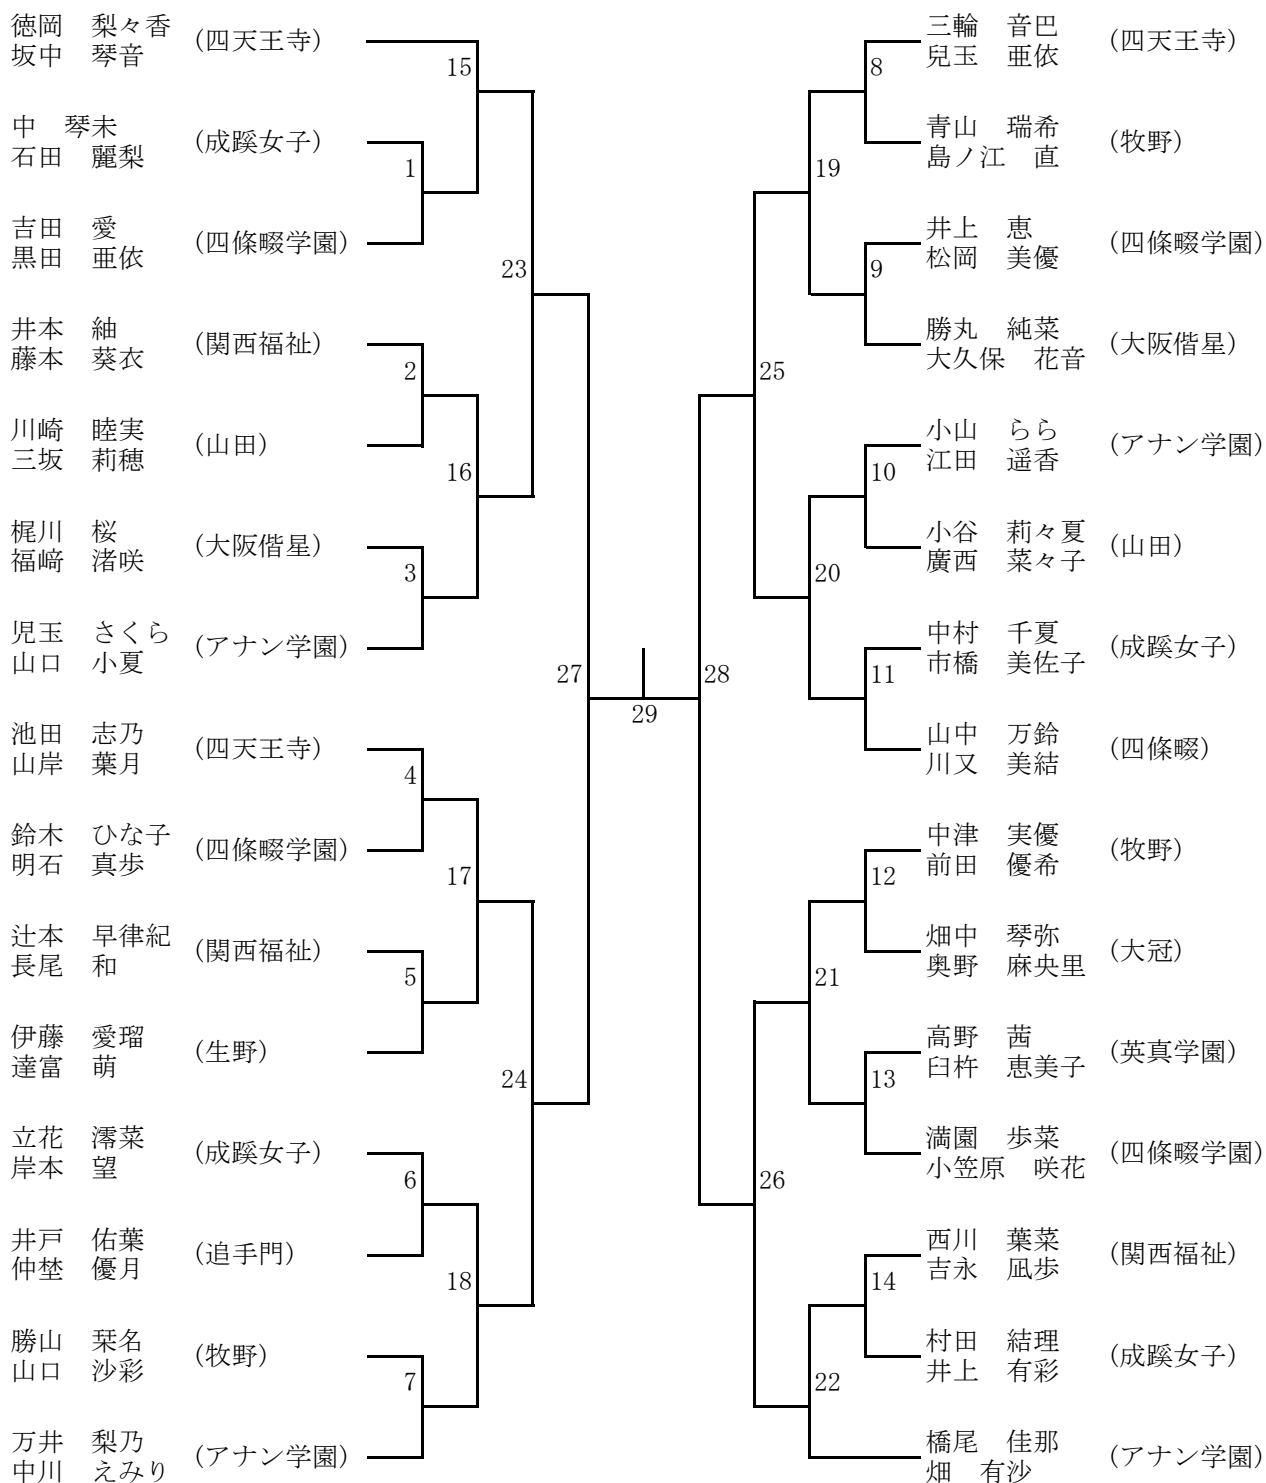 徳岡　梨々香
坂中　琴音
(四天王寺)
15
中　琴未
石田　麗梨
(成蹊女子)
1
吉田　愛
黒田　亜依
(四條畷学園)
23
井本　紬
藤本　葵衣
(関西福祉)
2
川崎　睦実
三坂　莉穂
(山田)
16
梶川　桜
福﨑　渚咲
(大阪偕星)
3
児玉　さくら
山口　小夏
(アナン学園)
27
池田　志乃
山岸　葉月
(四天王寺)
4
鈴木　ひな子
明石　真歩
(四條畷学園)
17
辻本　早律紀
長尾　和
(関西福祉)
5
伊藤　愛瑠
達富　萌
(生野)
24
立花　澪菜
岸本　望
(成蹊女子)
6
井戸　佑葉
仲埜　優月
(追手門)
18
勝山　栞名
山口　沙彩
(牧野)
7
万井　梨乃
中川　えみり
(アナン学園)
29
三輪　音巴
兒玉　亜依
(四天王寺)
8
青山　瑞希
島ノ江　直
(牧野)
19
井上　恵
松岡　美優
(四條畷学園)
9
勝丸　純菜
大久保　花音
(大阪偕星)
25
小山　らら
江田　遥香
(アナン学園)
10
小谷　莉々夏
廣西　菜々子
(山田)
20
中村　千夏
市橋　美佐子
(成蹊女子)
11
28
山中　万鈴
川又　美結
(四條畷)
中津　実優
前田　優希
(牧野)
12
畑中　琴弥
奥野　麻央里
(大冠)
21
高野　茜
臼杵　恵美子
(英真学園)
13
満園　歩菜
小笠原　咲花
(四條畷学園)
26
西川　葉菜
吉永　凪歩
(関西福祉)
14
村田　結理
井上　有彩
(成蹊女子)
22
橋尾　佳那
畑　有沙
(アナン学園)